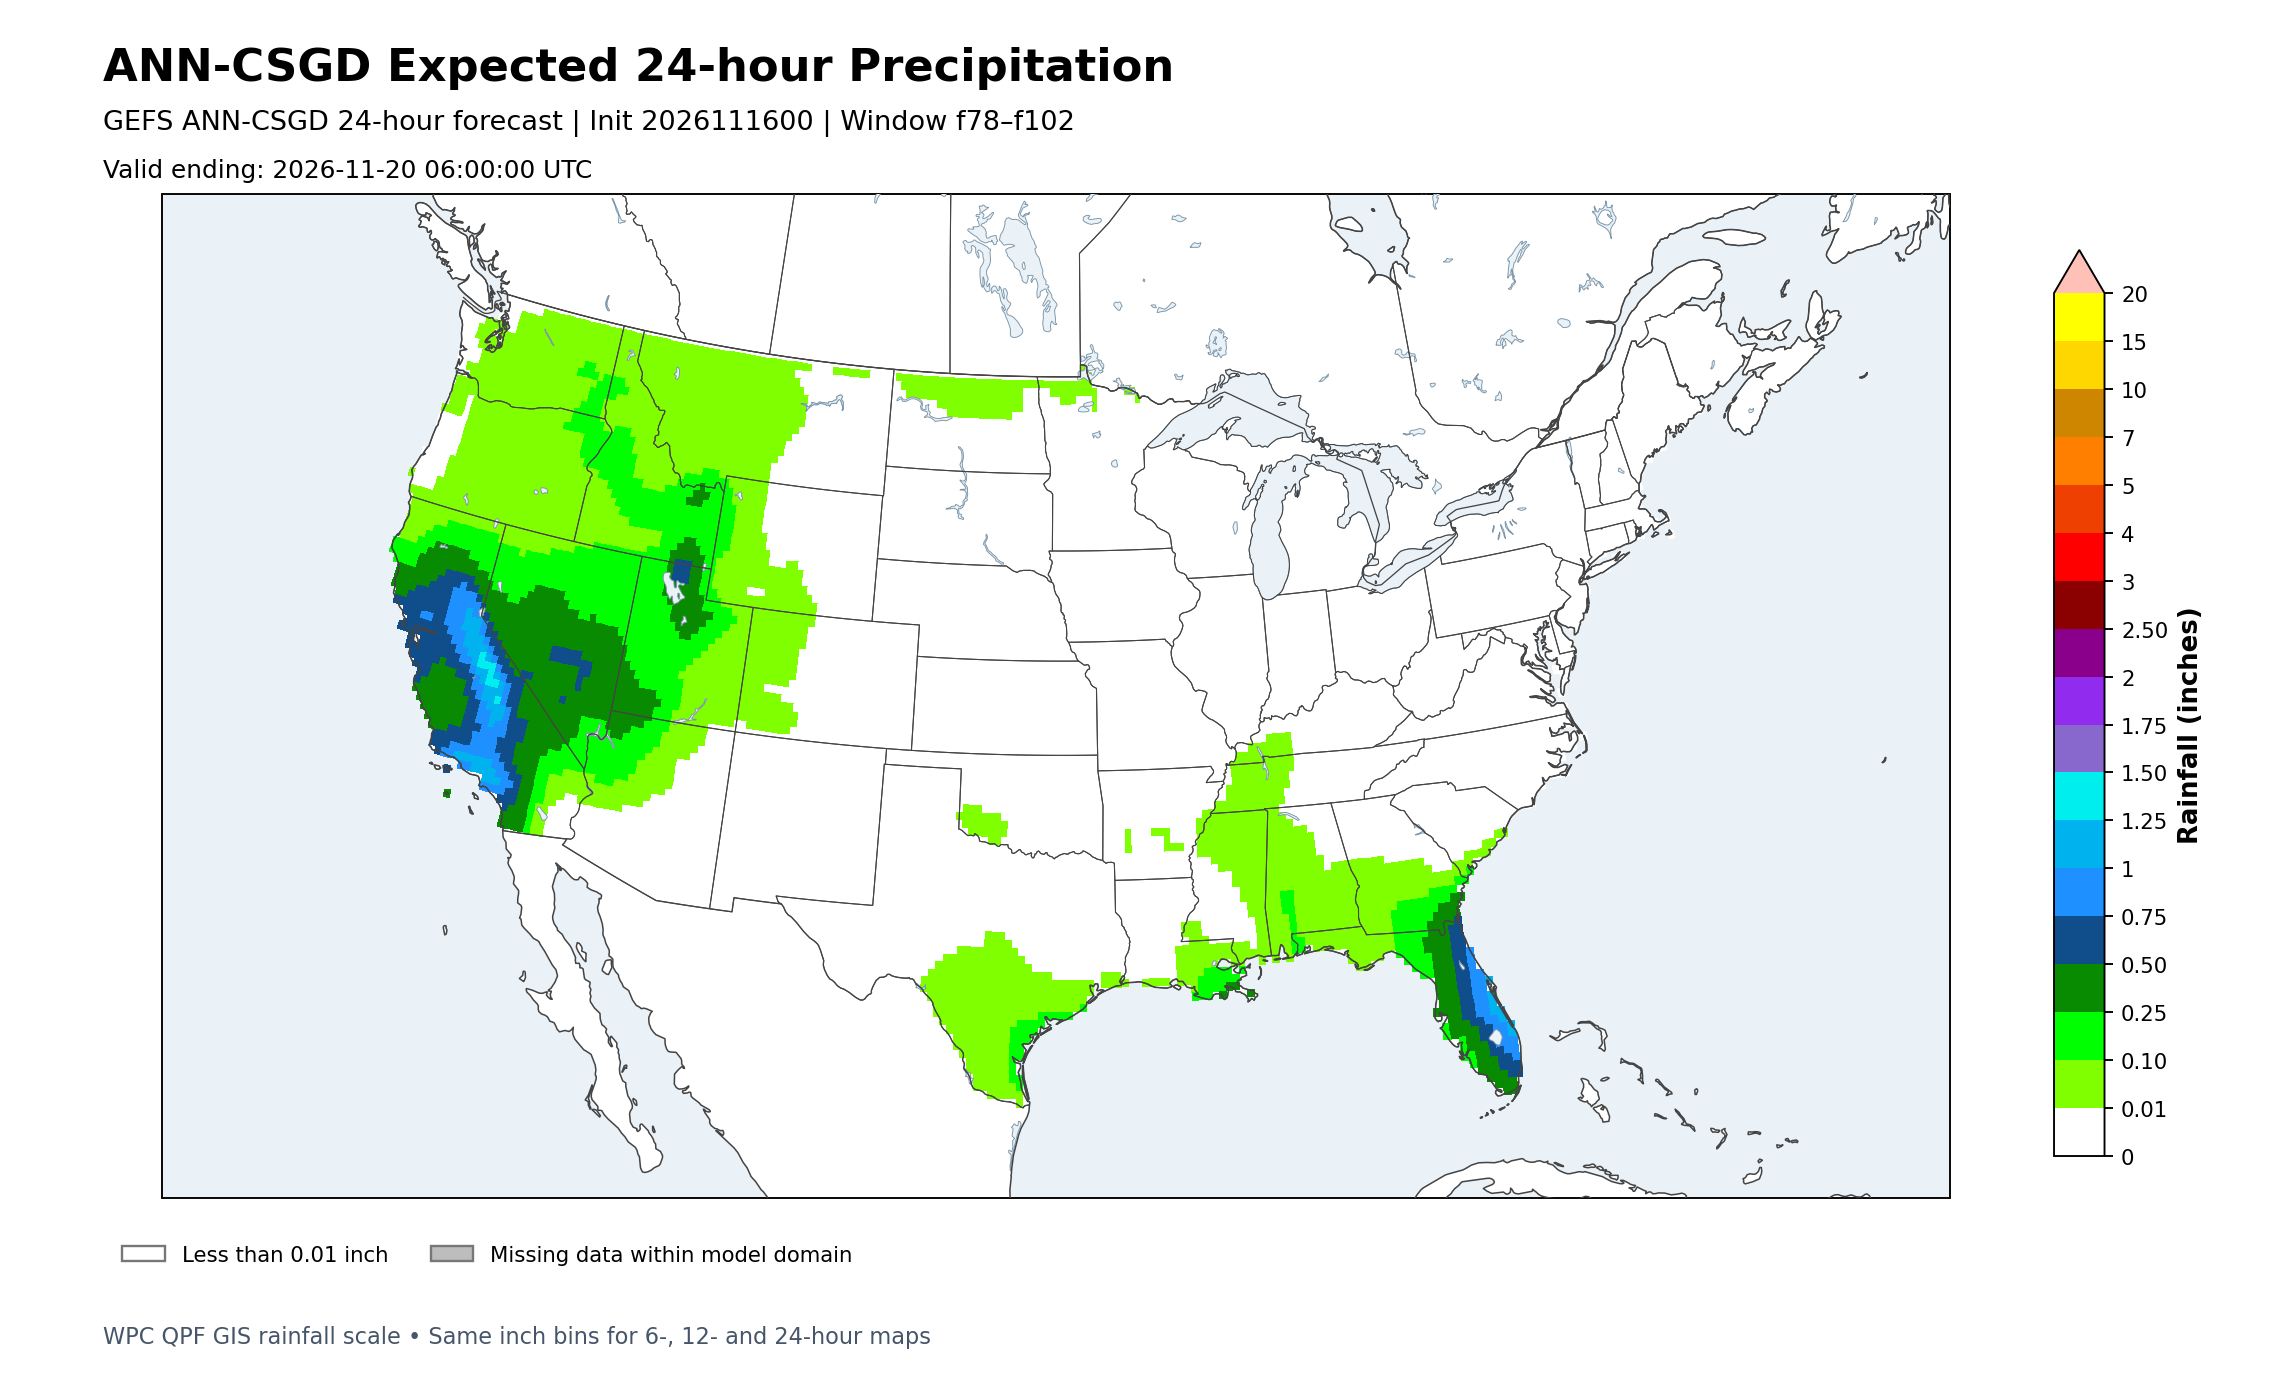 ANN-CSGD Expected 24-hour Precipitation
GEFS ANN-CSGD 24-hour forecast | Init 2026111600 | Window f78–f102
Valid ending: 2026-11-20 06:00:00 UTC
20
15
10
7
5
4
3
2.50
2
1.75
1.50
1.25
1
0.75
0.50
0.25
0.10
0.01
0
Rainfall (inches)
Less than 0.01 inch
Missing data within model domain
WPC QPF GIS rainfall scale • Same inch bins for 6-, 12- and 24-hour maps